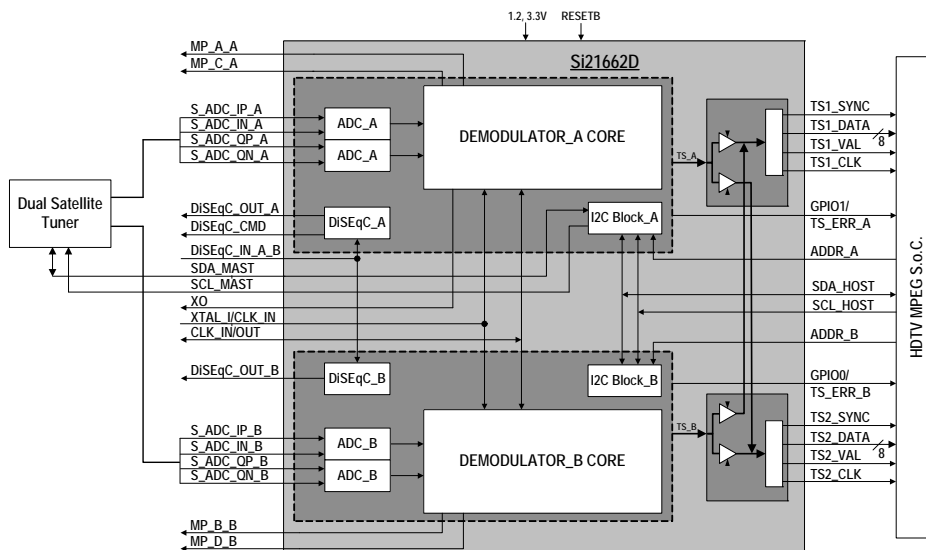 1.2, 3.3V
RESETB
Si21662D
MP_A_A
MP_C_A
S_ADC_IP_A
S_ADC_IN_A
S_ADC_QP_A
S_ADC_QN_A
ADC_A
ADC_A
DEMODULATOR_A CORE
TS_A
TS1_SYNC
TS1_DATA
8
TS1_VAL
TS1_CLK
Dual Satellite
Tuner
DiSEqC_OUT_A
DiSEqC_CMD
DiSEqC_A
I2C Block_A
GPIO1/
TS_ERR_A
DiSEqC_IN_A_B
SDA_MAST
SCL_MAST
ADDR_A
XO
XTAL_I/CLK_IN
CLK_IN/OUT
SDA_HOST
SCL_HOST
ADDR_B
HDTV MPEG S.o.C.
DiSEqC_OUT_B
DiSEqC_B
I2C Block_B
GPIO0/
TS_ERR_B
S_ADC_IP_B
S_ADC_IN_B
S_ADC_QP_B
S_ADC_QN_B
ADC_B
ADC_B
DEMODULATOR_B CORE
TS_B
TS2_SYNC
TS2_DATA
8
TS2_VAL
TS2_CLK
MP_B_B
MP_D_B